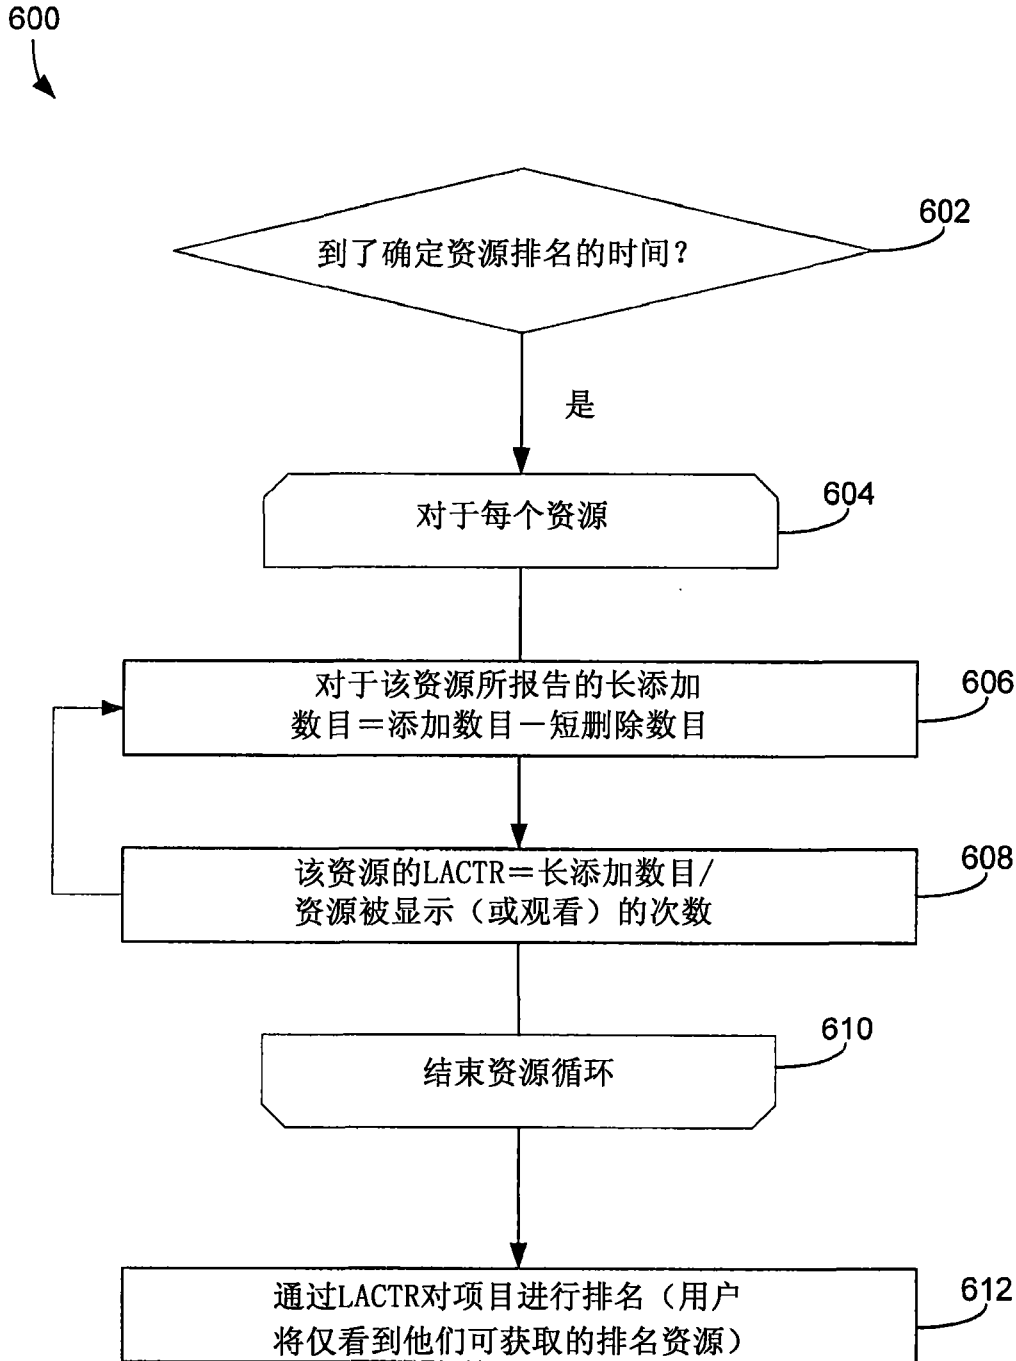 600
602
到了确定资源排名的时间?
是
604
对于每个资源
606
对于该资源所报告的长添加
数目＝添加数目－短删除数目
608
该资源的LACTR＝长添加数目/
资源被显示（或观看）的次数
610
结束资源循环
612
通过LACTR对项目进行排名（用户
将仅看到他们可获取的排名资源）